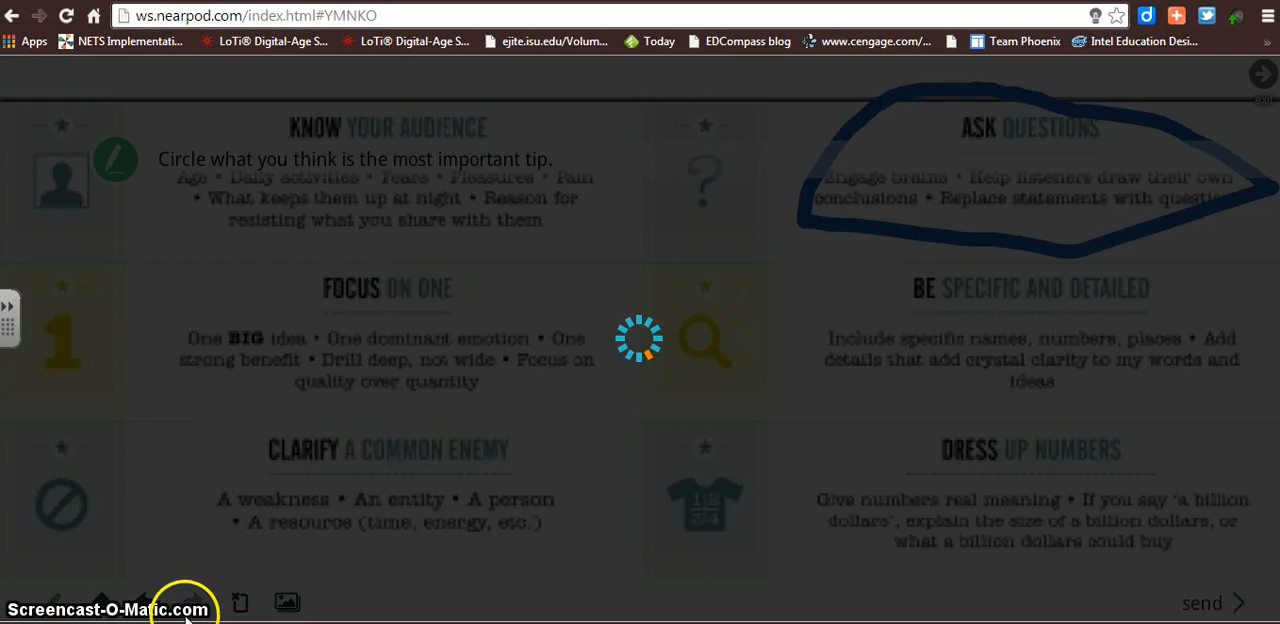 ws.nearpod.com/index.html#YMNKO
Apps NETS Implementati... LoTi® Digital-Age S... LoTi® Digital-Age S... ejite.isu.edu/Volum... Today EDCompass blog www.cengage.com/... Team Phoenix Intel Education Desi... »
exit
KNOW YOUR AUDIENCE
Circle what you think is the most important tip.
Age • Daily activities • Fears • Pleasures • Pain
• What keeps them up at night • Reason for
resisting what you share with them
?
ASK QUESTIONS
Engage brains • Help listeners draw their own
conclusions • Replace statements with
1
FOCUS ON ONE
One BIG idea • One dominant emotion • One
strong benefit • Drill deep, not wide • Focus on
quality over quantity
BE SPECIFIC AND DETAILED
Include specific names, numbers, places • Add
details that add crystal clarity to my words and
ideas
CLARIFY A COMMON ENEMY
A weakness • An entity • A person
• A resource (time, energy, etc.)
1:2
3/4
DRESS UP NUMBERS
Give numbers real meaning • If you say 'a billion
dollars', explain the size of a billion dollars, or
what a billion dollars could buy
Screencast-O-Matic.com
send